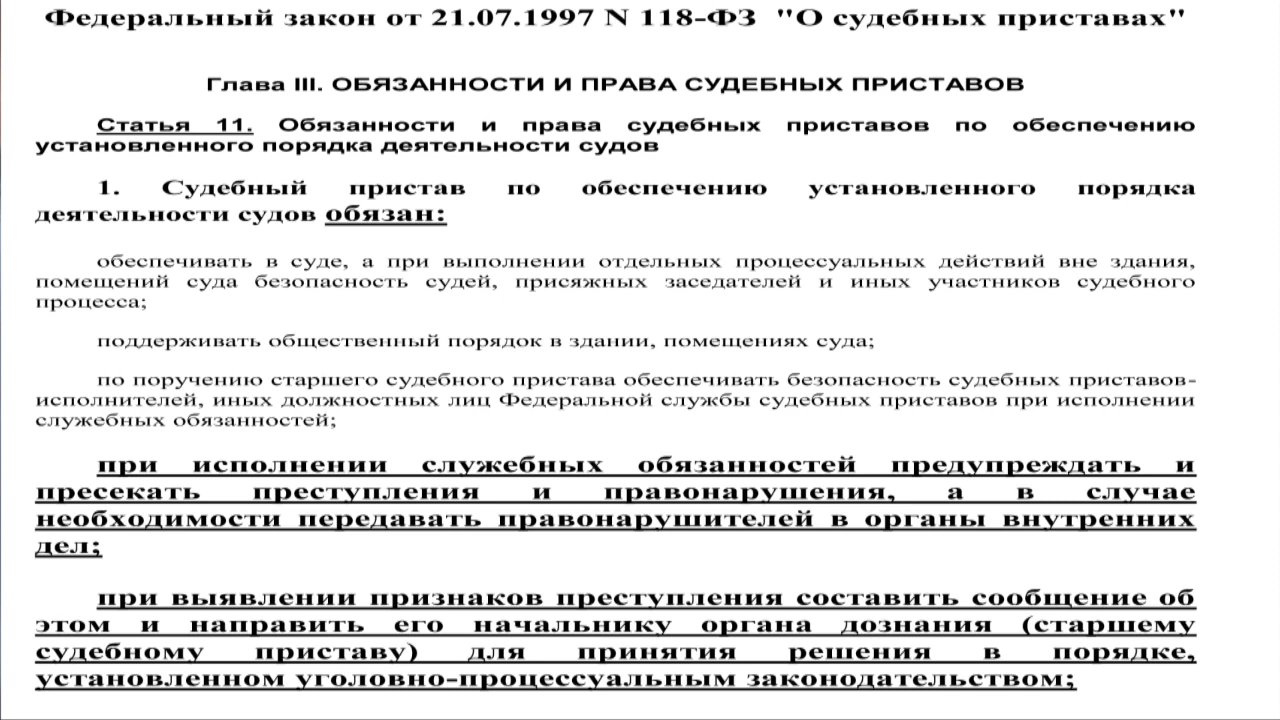 Федеральный закон от 21.07.1997 N 118-ФЗ "О судебных приставах"
Глава III. ОБЯЗАННОСТИ И ПРАВА СУДЕБНЫХ ПРИСТАВОВ
Статья 11. Обязанности и права судебных приставов по обеспечению
установленного порядка деятельности судов
1. Судебный пристав по обеспечению установленного порядка
деятельности судов обязан:
обеспечивать в суде, а при выполнении отдельных процессуальных действий вне здания,
помещений суда безопасность судей, присяжных заседателей и иных участников судебного
процесса;
поддерживать общественный порядок в здании, помещениях суда;
по поручению старшего судебного пристава обеспечивать безопасность судебных приставов-
исполнителей, иных должностных лиц Федеральной службы судебных приставов при исполнении
служебных обязанностей;
при исполнении служебных обязанностей предупреждать и
пресекать преступления и правонарушения, а в случае
необходимости передавать правонарушителей в органы внутренних
дел;
при выявлении признаков преступления составить сообщение об
этом и направить его начальнику органа дознания (старшему
судебному приставу) для принятия решения в порядке,
установленном уголовно-процессуальным законодательством;